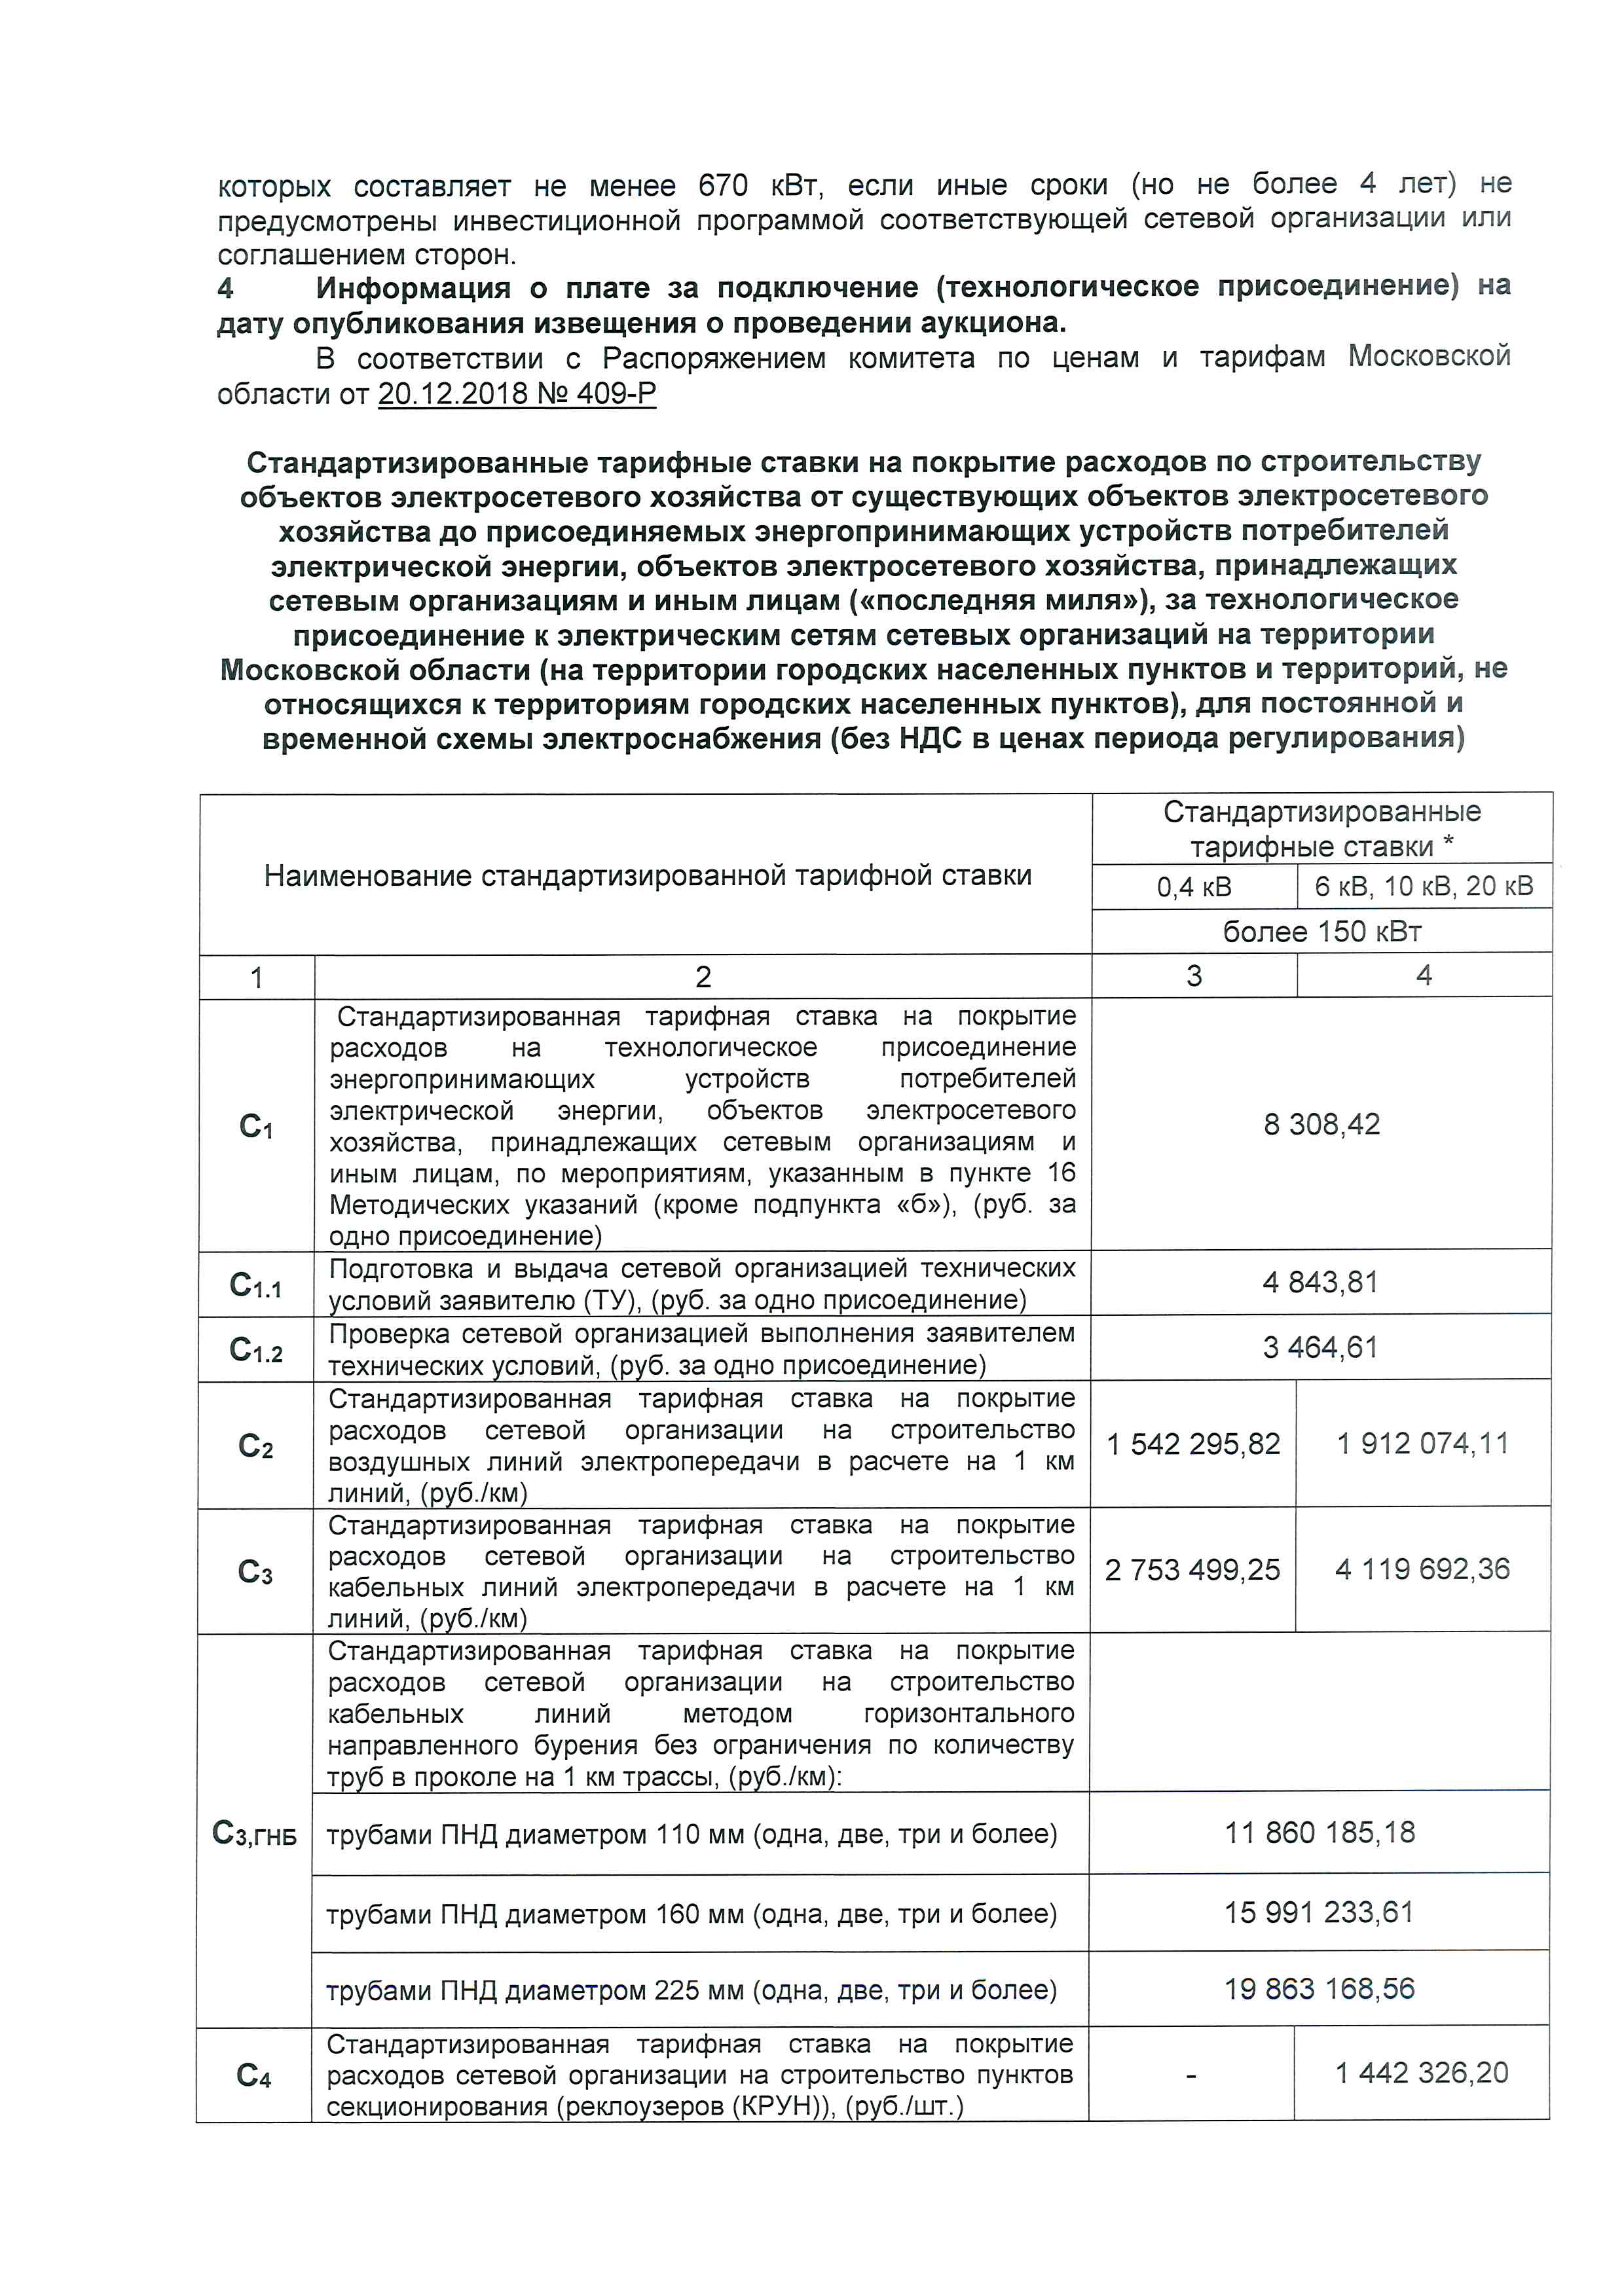 которых составляет не менее 670 кВт, если иные сроки (но не более 4 лет) не
предусмотрены инвестиционной программой соответствующей сетевой организации или
соглашением сторон.
4 Информация о плате за подключение (технологическое присоединение) на
дату опубликования извещения о проведении аукциона.
В соответствии с Распоряжением комитета по ценам и тарифам Московской
области от 20.12.2018 № 409-Р
Стандартизированные тарифные ставки на покрытие расходов по строительству
объектов электросетевого хозяйства от существующих объектов электросетевого
хозяйства до присоединяемых энергопринимающих устройств потребителей
электрической энергии, объектов электросетевого хозяйства, принадлежащих
сетевым организациям и иным лицам («последняя миля»), за технологическое
присоединение к электрическим сетям сетевых организаций на территории
Московской области (на территории городских населенных пунктов и территорий, не
относящихся к территориям городских населенных пунктов), для постоянной и
временной схемы электроснабжения (без НДС в ценах периода регулирования)
Наименование стандартизированной тарифной ставки
Стандартизированные
тарифные ставки *
0,4 кВ 6 кВ, 10 кВ, 20 кВ
более 150 кВт
1 2 3 4
С1
Стандартизированная тарифная ставка на покрытие
расходов на технологическое присоединение
энергопринимающих устройств потребителей
электрической энергии, объектов электросетевого
хозяйства, принадлежащих сетевым организациям и
иным лицам, по мероприятиям, указанным в пункте 16
Методических указаний (кроме подпункта «б»), (руб. за
одно присоединение)
8 308,42
С1.1
Подготовка и выдача сетевой организацией технических
условий заявителю (ТУ), (руб. за одно присоединение)
4 843,81
С1.2
Проверка сетевой организацией выполнения заявителем
технических условий, (руб. за одно присоединение)
3 464,61
С2
Стандартизированная тарифная ставка на покрытие
расходов сетевой организации на строительство
воздушных линий электропередачи в расчете на 1 км
линий, (руб./км)
1 542 295,82 1 912 074,11
С3
Стандартизированная тарифная ставка на покрытие
расходов сетевой организации на строительство
кабельных линий электропередачи в расчете на 1 км
линий, (руб./км)
2 753 499,25 4 119 692,36
С3,ГНБ
Стандартизированная тарифная ставка на покрытие
расходов сетевой организации на строительство
кабельных линий методом горизонтального
направленного бурения без ограничения по количеству
труб в проколе на 1 км трассы, (руб./км):
трубами ПНД диаметром 110 мм (одна, две, три и более) 11 860 185,18
трубами ПНД диаметром 160 мм (одна, две, три и более) 15 991 233,61
трубами ПНД диаметром 225 мм (одна, две, три и более) 19 863 168,56
С4
Стандартизированная тарифная ставка на покрытие
расходов сетевой организации на строительство пунктов
секционирования (реклоузеров (КРУН)), (руб./шт.)
- 1 442 326,20